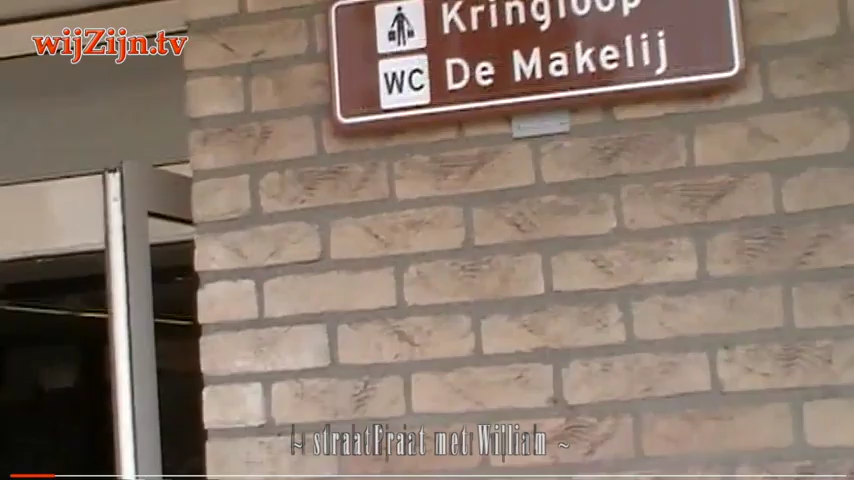 wijZijn.tv
Kringloop
WC De Makelij
~ straatPraat met William ~